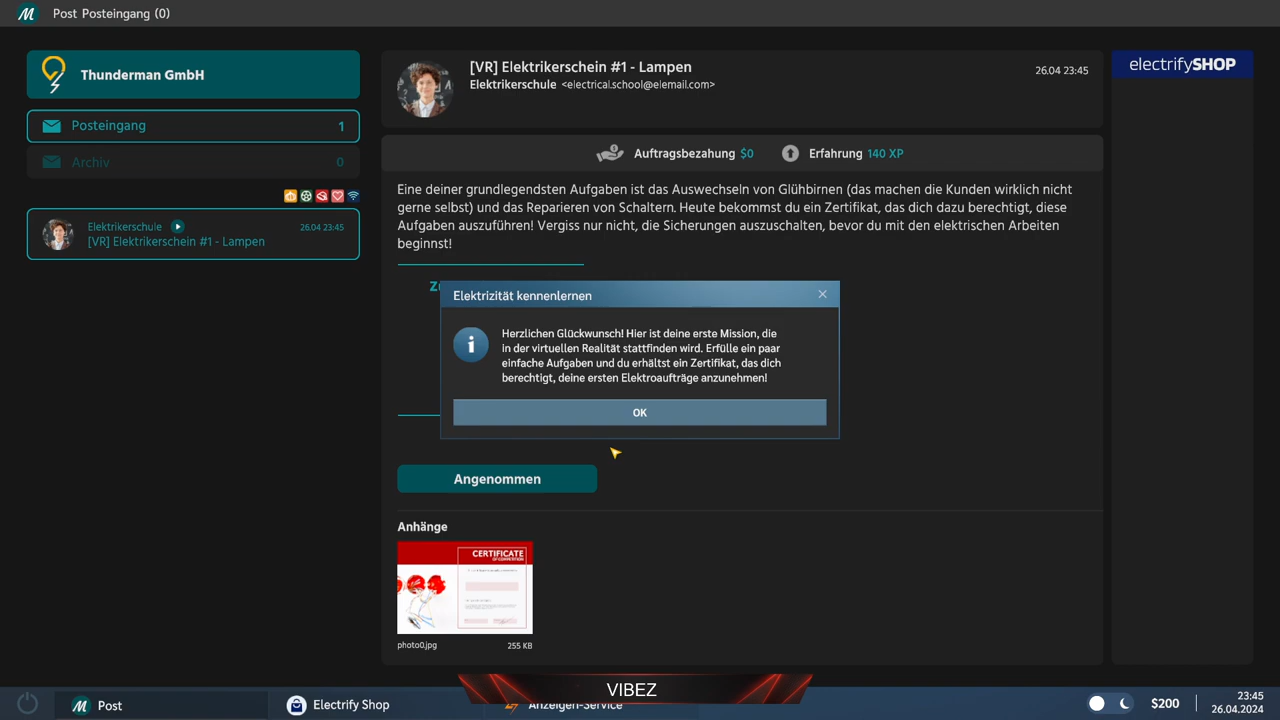 Post Posteingang (0)
Thunderman GmbH
Posteingang 1
Archiv 0
Elektrikerschule 26.04 23:45
[VR] Elektrikerschein #1 - Lampen
[VR] Elektrikerschein #1 - Lampen
Elektrikerschule <electrical.school@elemail.com>
26.04 23:45
Auftragsbezahlung $0 Erfahrung 140 XP
Eine deiner grundlegendsten Aufgaben ist das Auswechseln von Glühbirnen (das machen die Kunden wirklich nicht
gerne selbst) und das Reparieren von Schaltern. Heute bekommst du ein Zertifikat, das dich dazu berechtigt, diese
Aufgaben auszuführen! Vergiss nur nicht, die Sicherungen auszuschalten, bevor du mit den elektrischen Arbeiten
beginnst!
Elektrizität kennenlernen
Herzlichen Glückwunsch! Hier ist deine erste Mission, die
in der virtuellen Realität stattfinden wird. Erfülle ein paar
einfache Aufgaben und du erhältst ein Zertifikat, das dich
berechtigt, deine ersten Elektroaufträge anzunehmen!
OK
Angenommen
Anhänge
CERTIFICATE
OF COMPETITION
photo0.jpg 255 KB
electrifySHOP
VIBEZ
Post
Electrify Shop
Anzeigen-Service
$200
23:45
26.04.2024